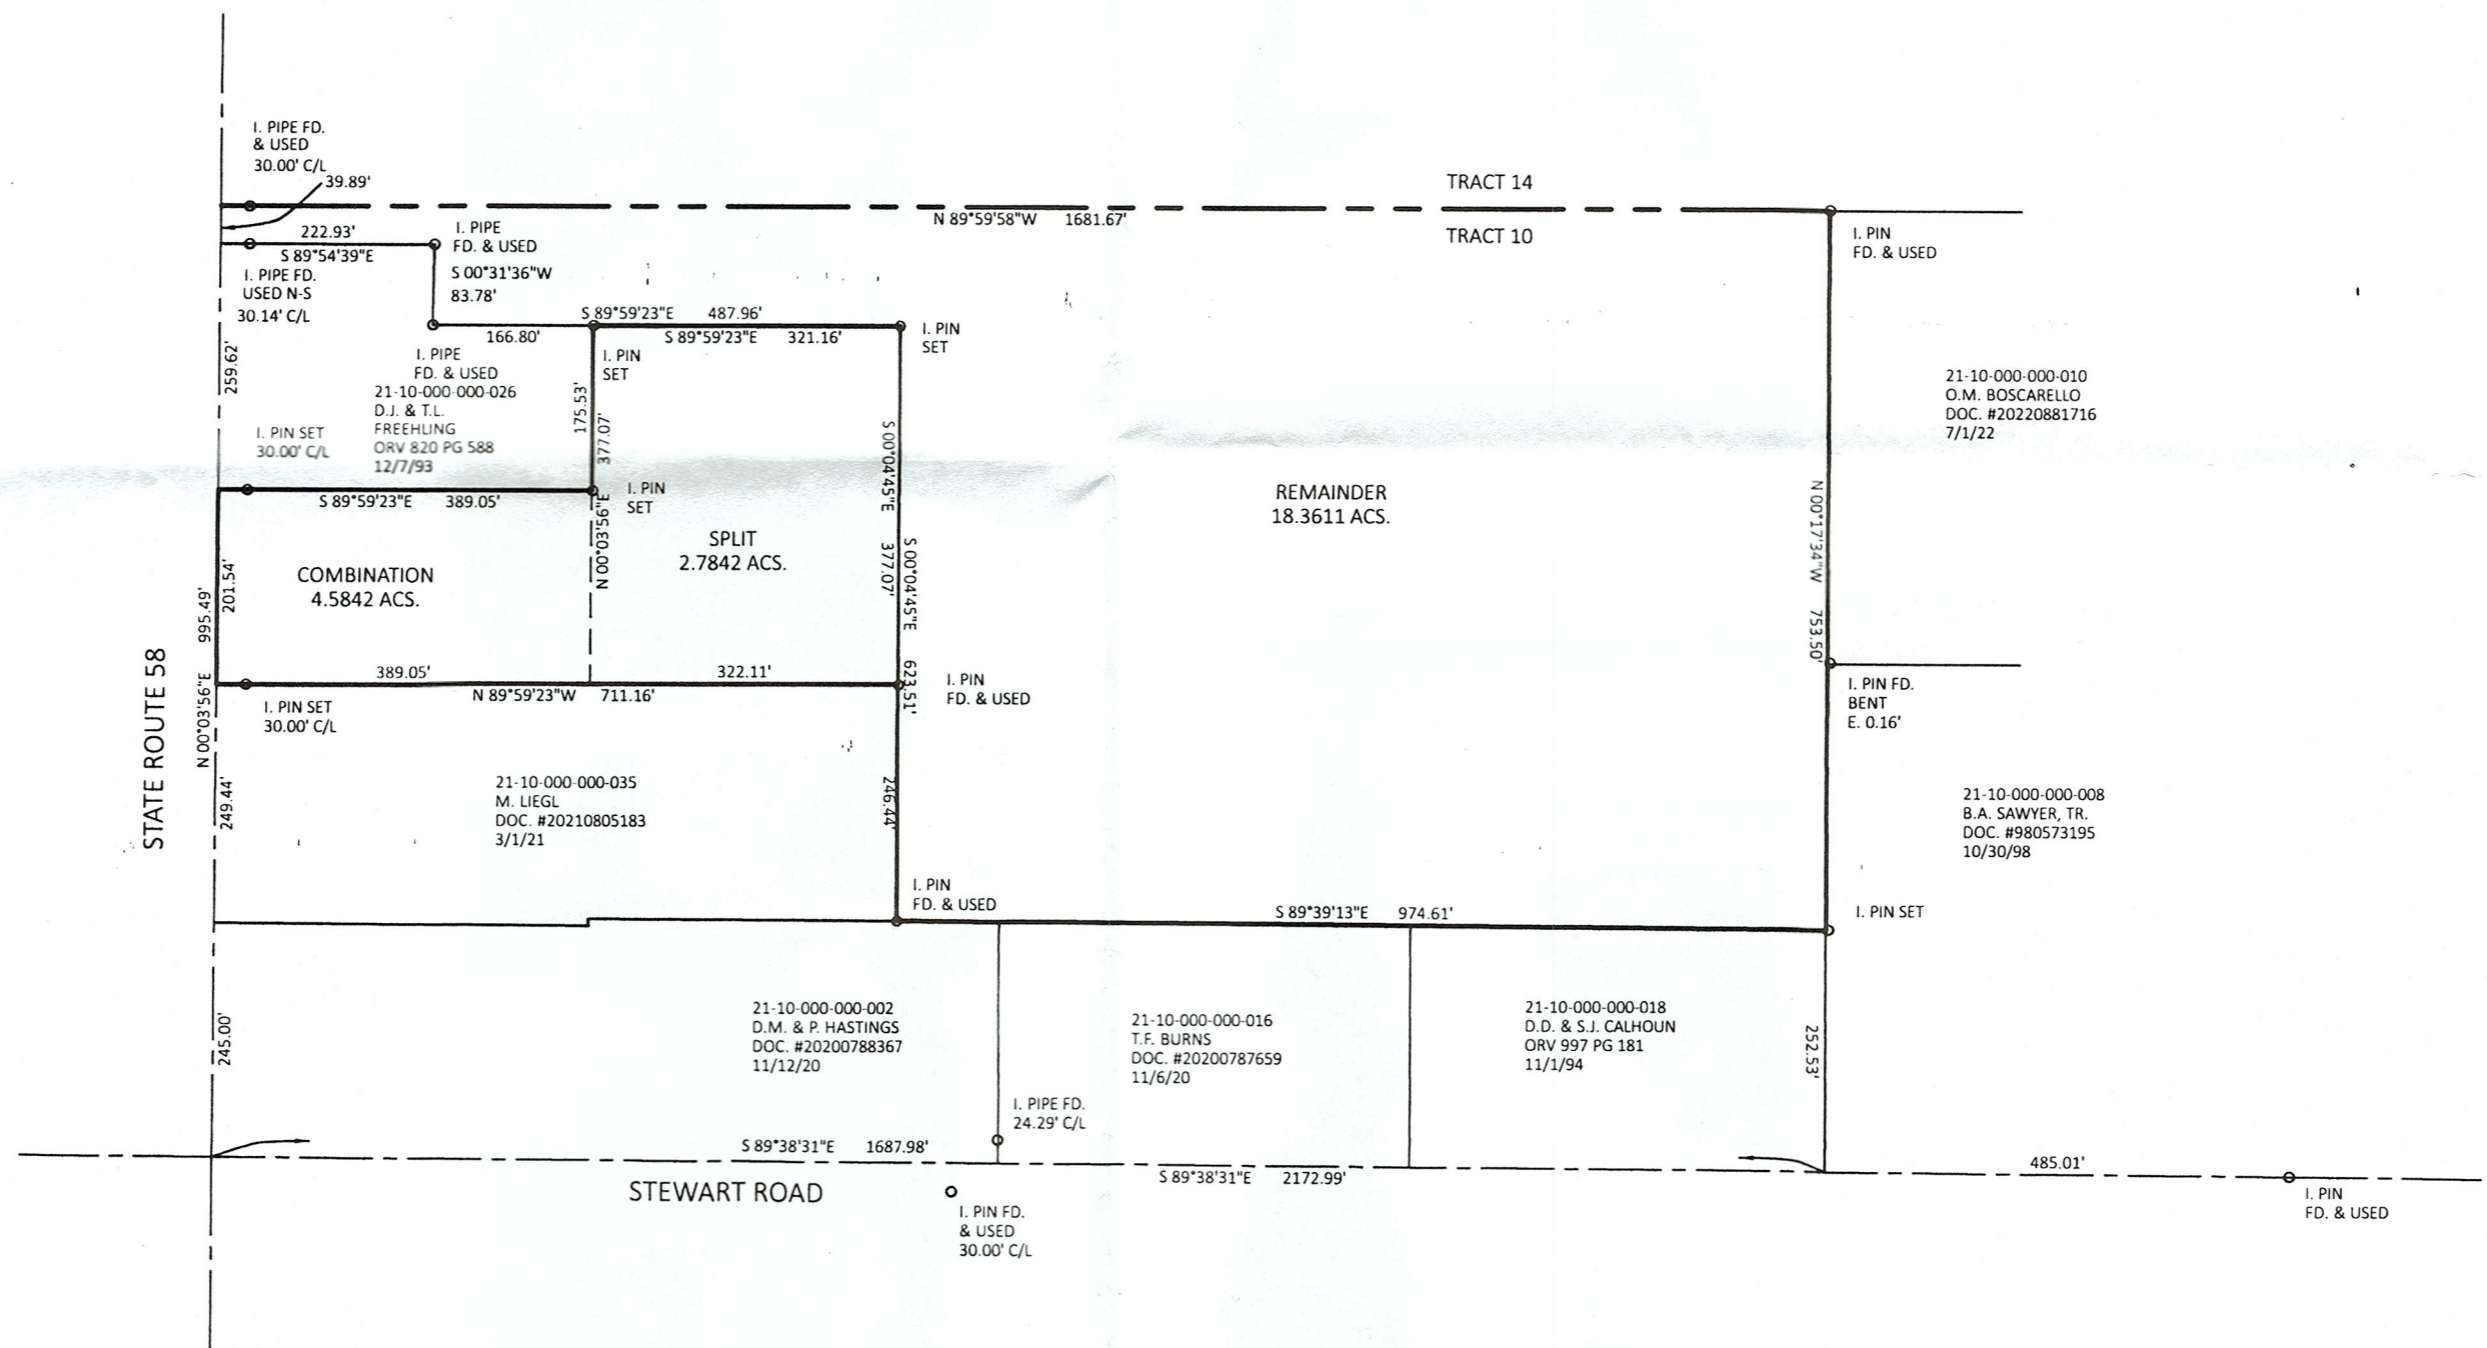 I. PIPE FD.
& USED
30.00' C/L
39.89'
TRACT 14
N 89°59'58"W 1681.67'
TRACT 10
222.93'
S 89°54'39"E
I. PIPE
FD. & USED
I. PIPE FD.
USED N-S
30.14' C/L
S 00°31'36"W
83.78'
I. PIN
FD. & USED
S 89°59'23"E 487.96'
S 89°59'23"E 321.16'
166.80'
I. PIN
SET
I. PIN
SET
I. PIPE
FD. & USED
21-10-000-000-026
D.J. & T.L.
FREEHLING
ORV 820 PG 588
12/7/93
259.62'
175.53'
377.07'
N 00°03'56"E
21-10-000-000-010
O.M. BOSCARELLO
DOC. #20220881716
7/1/22
I. PIN SET
30.00' C/L
S 89°59'23"E 389.05'
I. PIN
SET
S 00°04'45"E 377.07'
S 00°04'45"E 623.51'
REMAINDER
18.3611 ACS.
N 00°17'34"W 753.50'
SPLIT
2.7842 ACS.
COMBINATION
4.5842 ACS.
201.54'
N 00°03'56"E 995.49'
STATE ROUTE 58
389.05'
322.11'
N 89°59'23"W 711.16'
I. PIN
FD. & USED
I. PIN SET
30.00' C/L
I. PIN FD.
BENT
E. 0.16'
249.44'
21-10-000-000-035
M. LIEGL
DOC. #20210805183
3/1/21
246.44'
21-10-000-000-008
B.A. SAWYER, TR.
DOC. #980573195
10/30/98
I. PIN
FD. & USED
S 89°39'13"E 974.61'
I. PIN SET
245.00'
21-10-000-000-002
D.M. & P. HASTINGS
DOC. #20200788367
11/12/20
21-10-000-000-016
T.F. BURNS
DOC. #20200787659
11/6/20
21-10-000-000-018
D.D. & S.J. CALHOUN
ORV 997 PG 181
11/1/94
252.53'
I. PIPE FD.
24.29' C/L
S 89°38'31"E 1687.98'
S 89°38'31"E 2172.99'
485.01'
STEWART ROAD
I. PIN FD.
& USED
30.00' C/L
I. PIN
FD. & USED